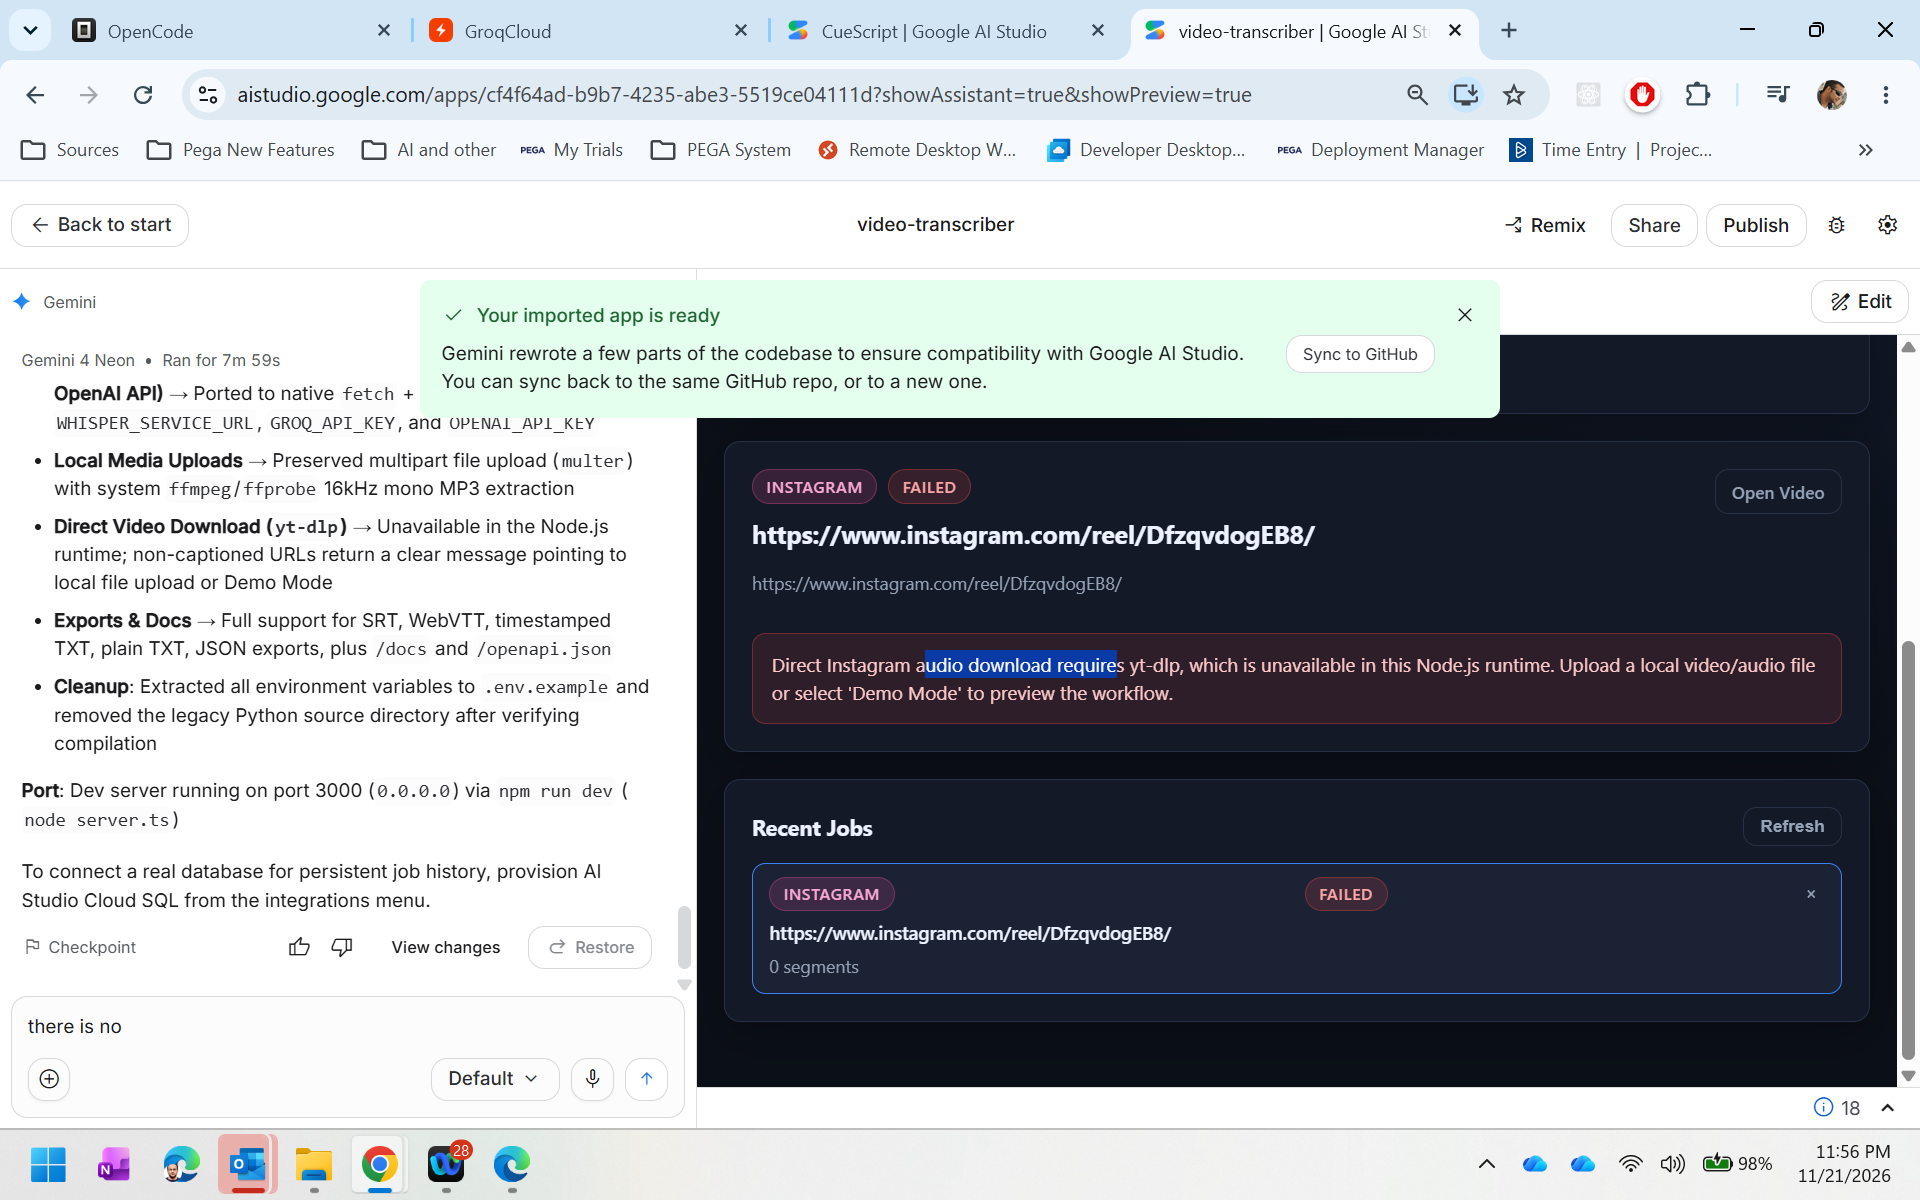 OpenCode
GroqCloud
CueScript | Google AI Studio
video-transcriber | Google AI St
aistudio.google.com/apps/cf4f64ad-b9b7-4235-abe3-5519ce04111d?showAssistant=true&showPreview=true
Sources
Pega New Features
AI and other
PEGA My Trials
PEGA System
Remote Desktop W...
Developer Desktop...
PEGA Deployment Manager
Time Entry | Projec...
Back to start
video-transcriber
Remix
Share
Publish
Gemini
Edit
Your imported app is ready
Gemini rewrote a few parts of the codebase to ensure compatibility with Google AI Studio.
You can sync back to the same GitHub repo, or to a new one.
Sync to GitHub
Gemini 4 Neon • Ran for 7m 59s
OpenAI API) → Ported to native fetch +
WHISPER_SERVICE_URL, GROQ_API_KEY, and OPENAI_API_KEY
• Local Media Uploads → Preserved multipart file upload (multer)
with system ffmpeg/ffprobe 16kHz mono MP3 extraction
• Direct Video Download (yt-dlp) → Unavailable in the Node.js
runtime; non-captioned URLs return a clear message pointing to
local file upload or Demo Mode
• Exports & Docs → Full support for SRT, WebVTT, timestamped
TXT, plain TXT, JSON exports, plus /docs and /openapi.json
• Cleanup: Extracted all environment variables to .env.example and
removed the legacy Python source directory after verifying
compilation
Port: Dev server running on port 3000 (0.0.0.0) via npm run dev (
node server.ts)
To connect a real database for persistent job history, provision AI
Studio Cloud SQL from the integrations menu.
Checkpoint
View changes
Restore
there is no
Default
INSTAGRAM
FAILED
Open Video
https://www.instagram.com/reel/DfzqvdogEB8/
https://www.instagram.com/reel/DfzqvdogEB8/
Direct Instagram audio download requires yt-dlp, which is unavailable in this Node.js runtime. Upload a local video/audio file
or select 'Demo Mode' to preview the workflow.
Recent Jobs
Refresh
INSTAGRAM
FAILED
×
https://www.instagram.com/reel/DfzqvdogEB8/
0 segments
18
28
98%
11:56 PM
11/21/2026